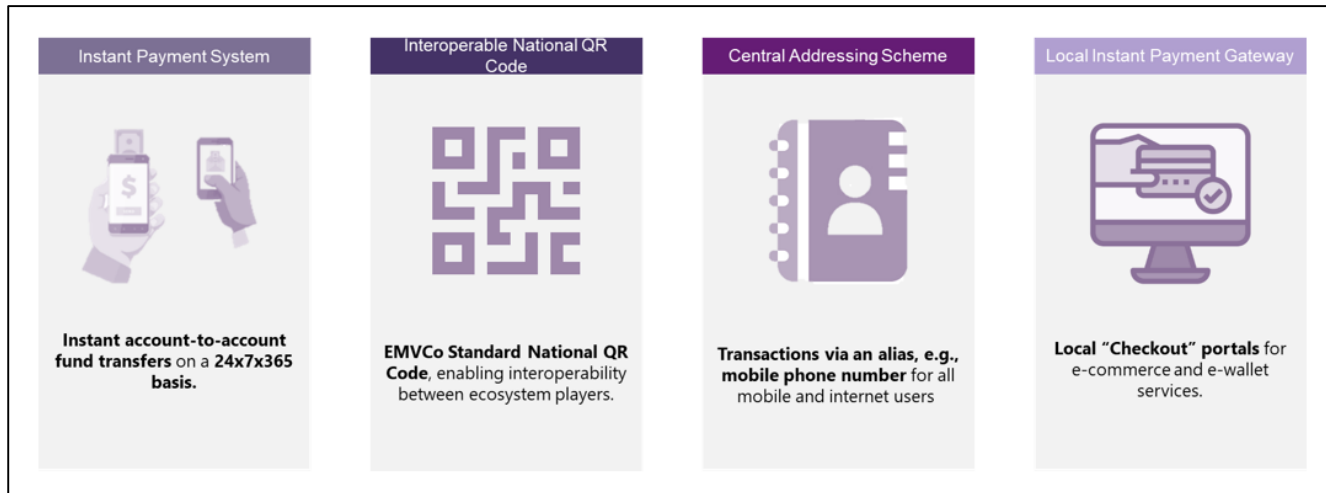 Instant Payment System
Instant account-to-account
fund transfers on a 24x7x365
basis.
Interoperable National QR
Code
EMVCo Standard National QR
Code, enabling interoperability
between ecosystem players.
Central Addressing Scheme
Transactions via an alias, e.g.,
mobile phone number for all
mobile and internet users
Local Instant Payment Gateway
Local “Checkout” portals for
e-commerce and e-wallet
services.